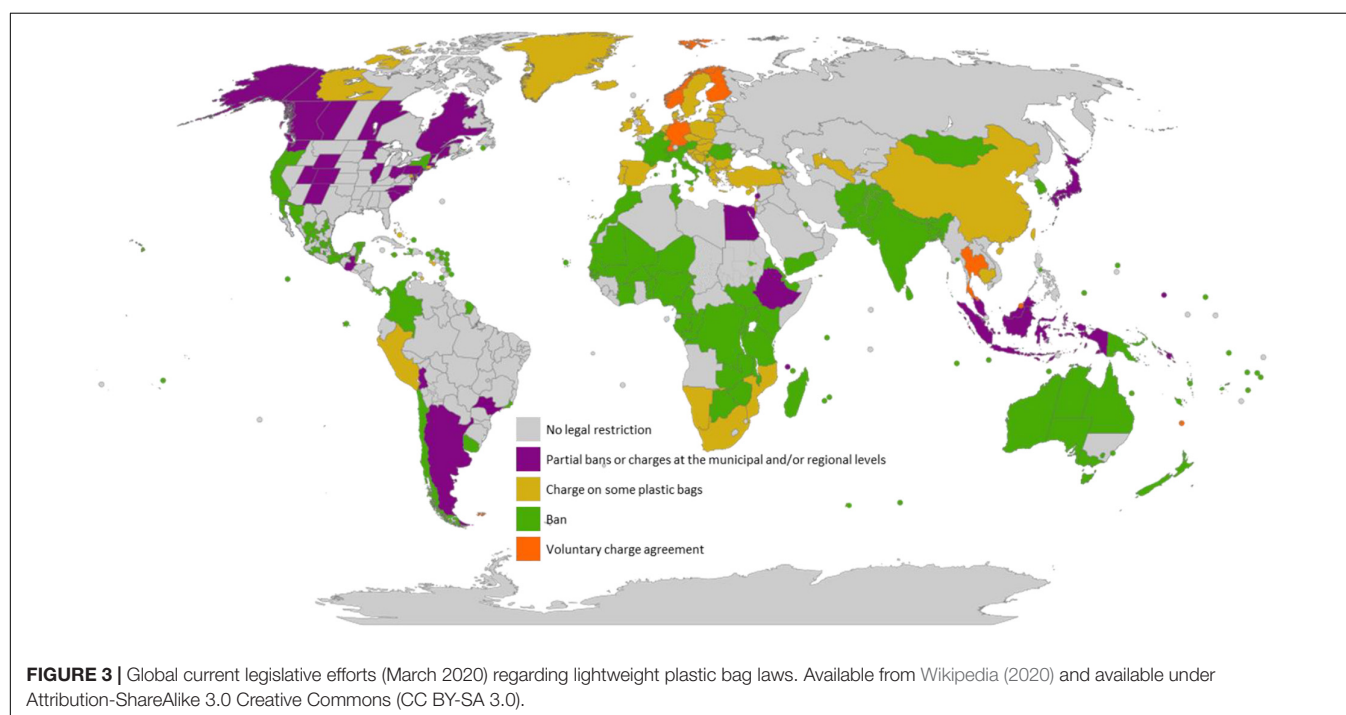 No legal restriction
Partial bans or charges at the municipal and/or regional levels
Charge on some plastic bags
Ban
Voluntary charge agreement
FIGURE 3 | Global current legislative efforts (March 2020) regarding lightweight plastic bag laws. Available from Wikipedia (2020) and available under
Attribution-ShareAlike 3.0 Creative Commons (CC BY-SA 3.0).